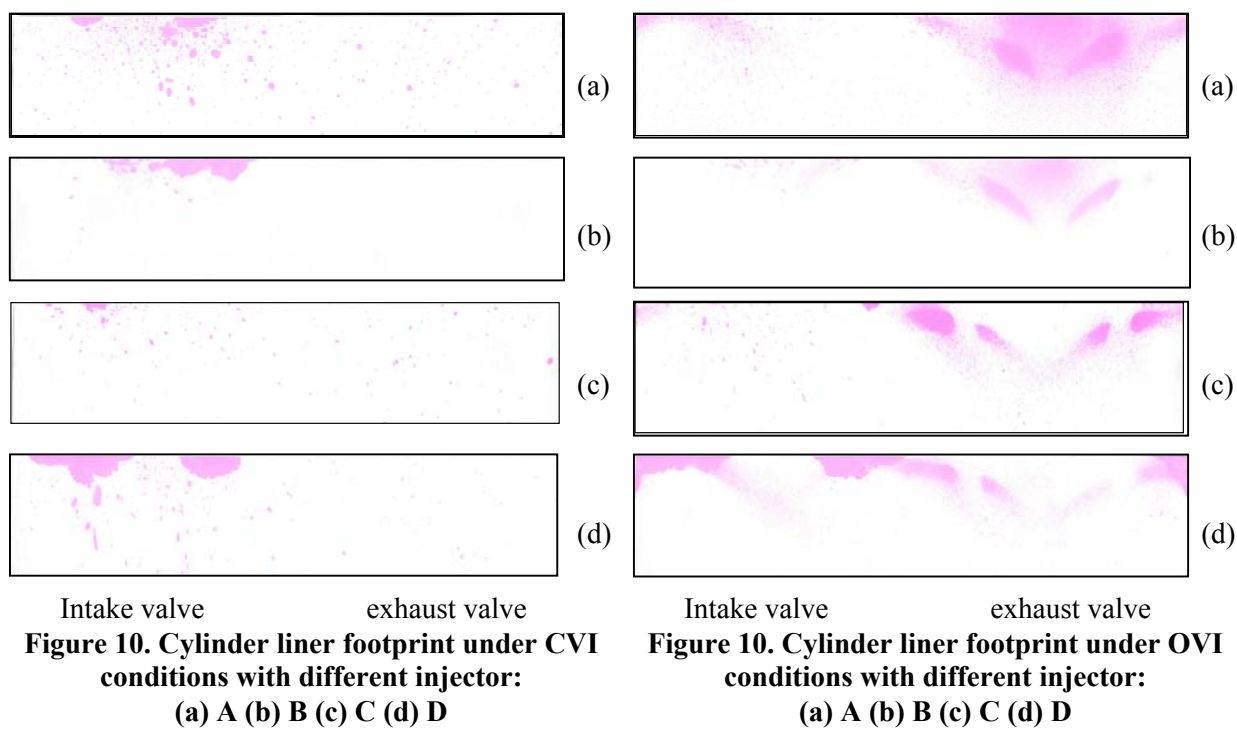 (a)
(b)
(c)
(d)
Intake valve exhaust valve
Figure 10. Cylinder liner footprint under CVI
conditions with different injector:
(a) A (b) B (c) C (d) D
(a)
(b)
(c)
(d)
Intake valve exhaust valve
Figure 10. Cylinder liner footprint under OVI
conditions with different injector:
(a) A (b) B (c) C (d) D